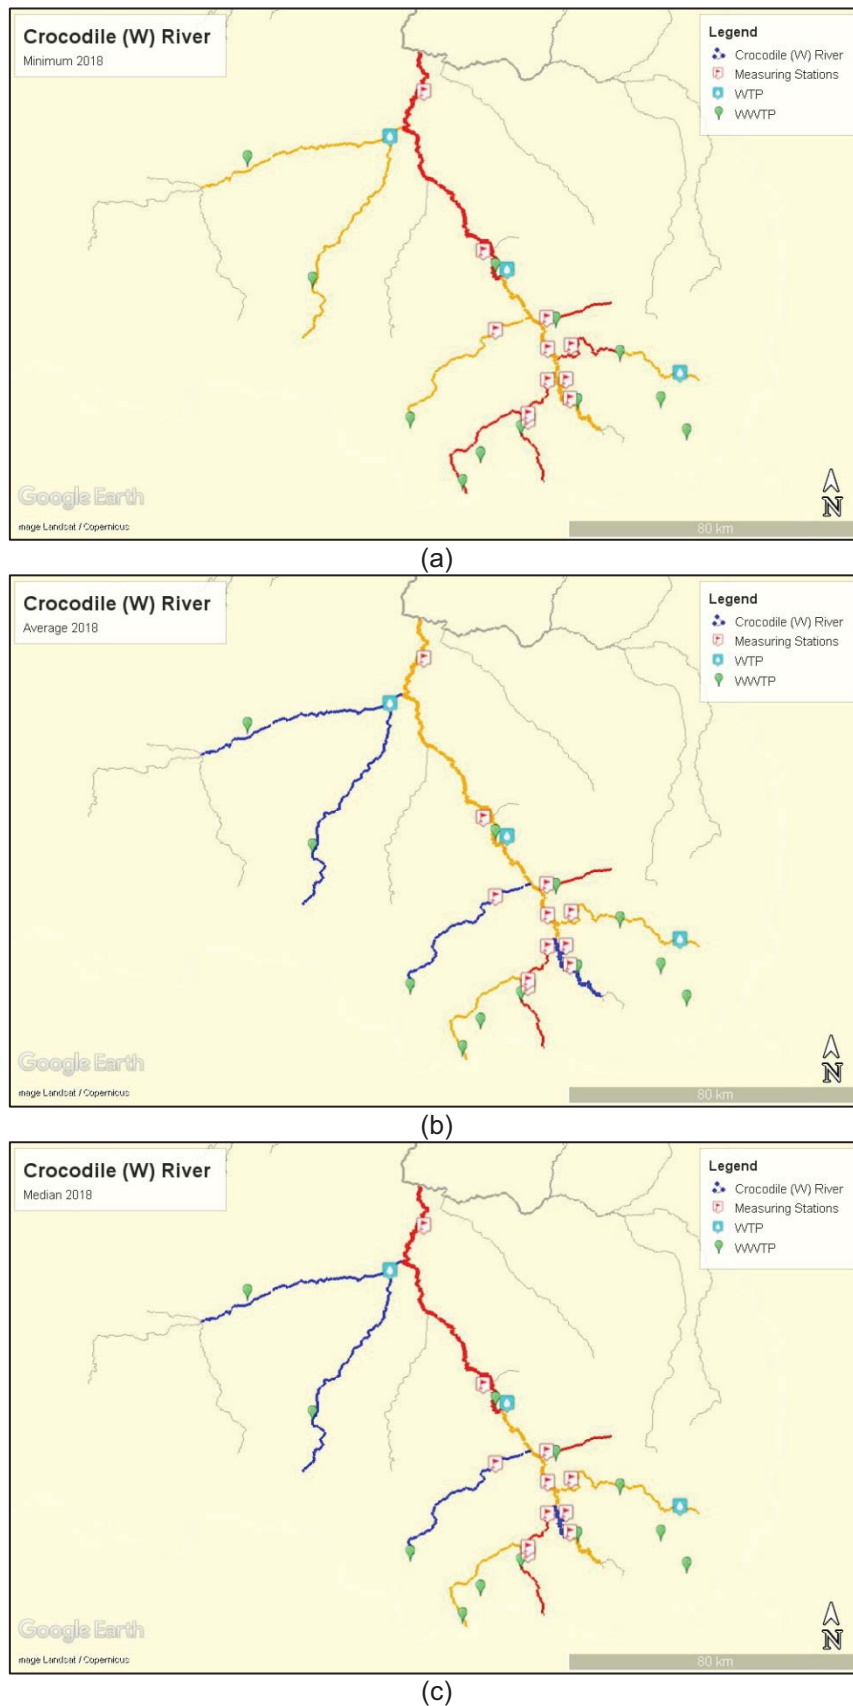 Crocodile (W) River
Minimum 2018
Legend
Crocodile (W) River
Measuring Stations
WTP
WWTP
Google Earth
mage Landsat / Copernicus
N
80 km
(a)
Crocodile (W) River
Average 2018
Legend
Crocodile (W) River
Measuring Stations
WTP
WWTP
Google Earth
mage Landsat / Copernicus
N
80 km
(b)
Crocodile (W) River
Median 2018
Legend
Crocodile (W) River
Measuring Stations
WTP
WWTP
Google Earth
mage Landsat / Copernicus
N
80 km
(c)